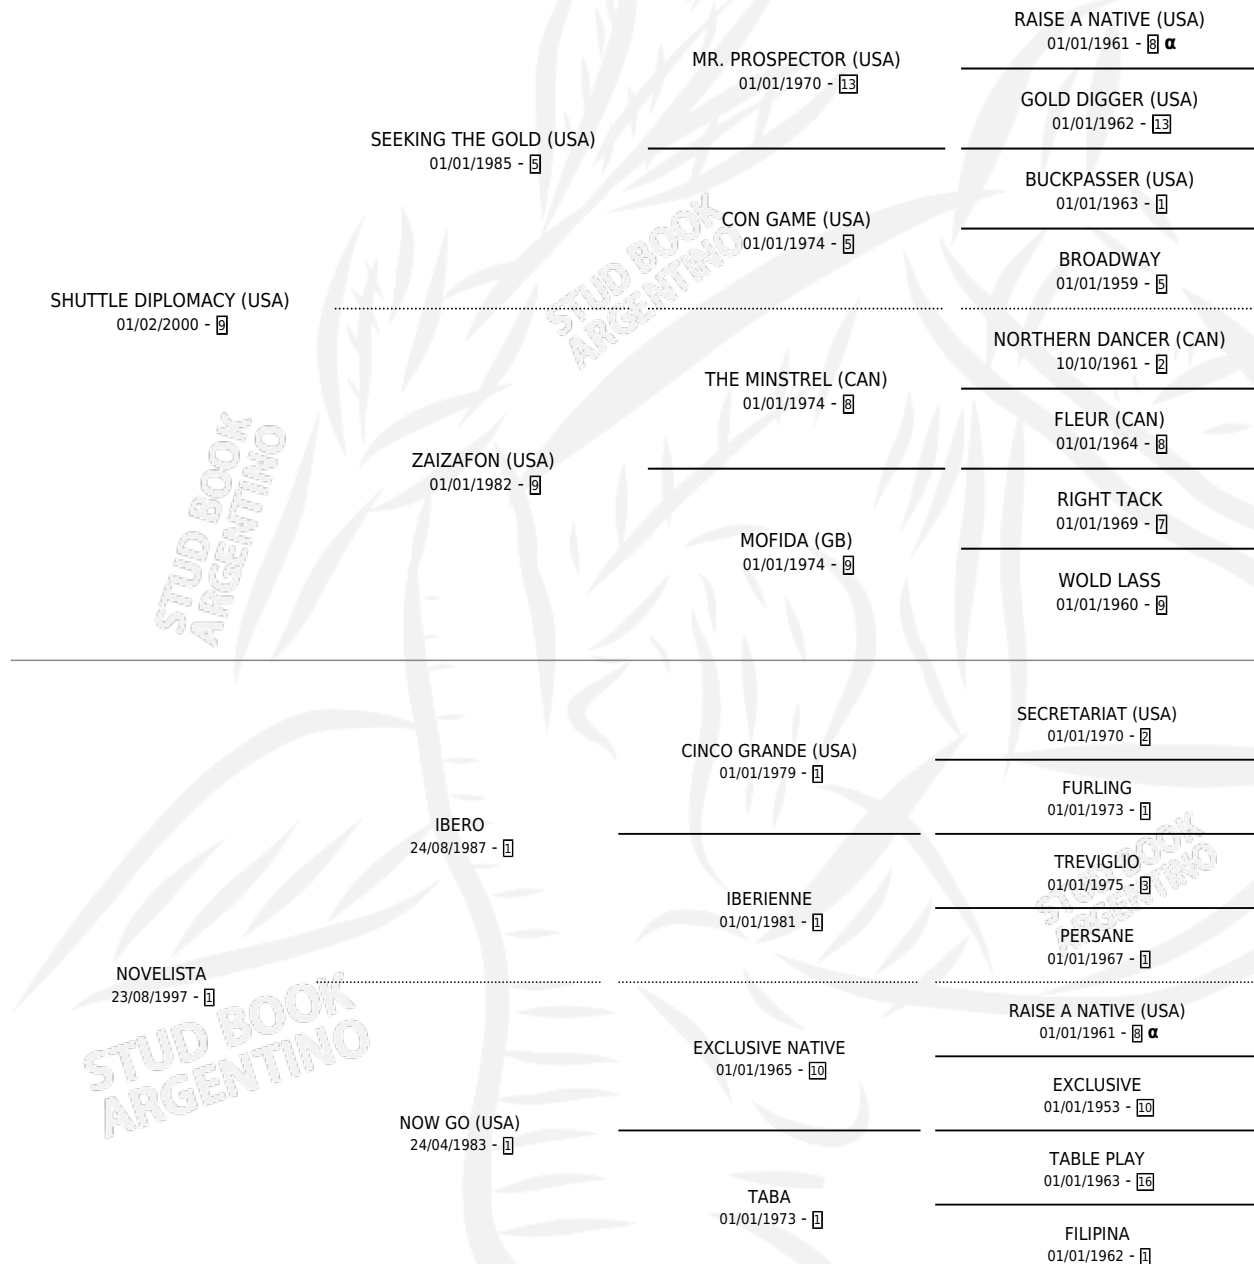 RAISE A NATIVE (USA)
01/01/1961 - 8 α
MR. PROSPECTOR (USA)
01/01/1970 - 13
GOLD DIGGER (USA)
01/01/1962 - 13
SEEKING THE GOLD (USA)
01/01/1985 - 5
BUCKPASSER (USA)
01/01/1963 - 1
CON GAME (USA)
01/01/1974 - 5
BROADWAY
01/01/1959 - 5
SHUTTLE DIPLOMACY (USA)
01/02/2000 - 9
NORTHERN DANCER (CAN)
10/10/1961 - 2
THE MINSTREL (CAN)
01/01/1974 - 8
FLEUR (CAN)
01/01/1964 - 8
ZAIZAFON (USA)
01/01/1982 - 9
RIGHT TACK
01/01/1969 - 7
MOFIDA (GB)
01/01/1974 - 9
WOLD LASS
01/01/1960 - 9
SECRETARIAT (USA)
01/01/1970 - 2
CINCO GRANDE (USA)
01/01/1979 - 1
FURLING
01/01/1973 - 1
IBERO
24/08/1987 - 1
TREVIGLIO
01/01/1975 - 3
IBERIENNE
01/01/1981 - 1
PERSANE
01/01/1967 - 1
NOVELISTA
23/08/1997 - 1
RAISE A NATIVE (USA)
01/01/1961 - 8 α
EXCLUSIVE NATIVE
01/01/1965 - 10
EXCLUSIVE
01/01/1953 - 10
NOW GO (USA)
24/04/1983 - 1
TABLE PLAY
01/01/1963 - 16
TABA
01/01/1973 - 1
FILIPINA
01/01/1962 - 1
STUD BOOK
ARGENTINO
STUD BOOK
ARGENTINO
STUD BOOK
ARGENTINO
STUD BOOK
ARGENTINO